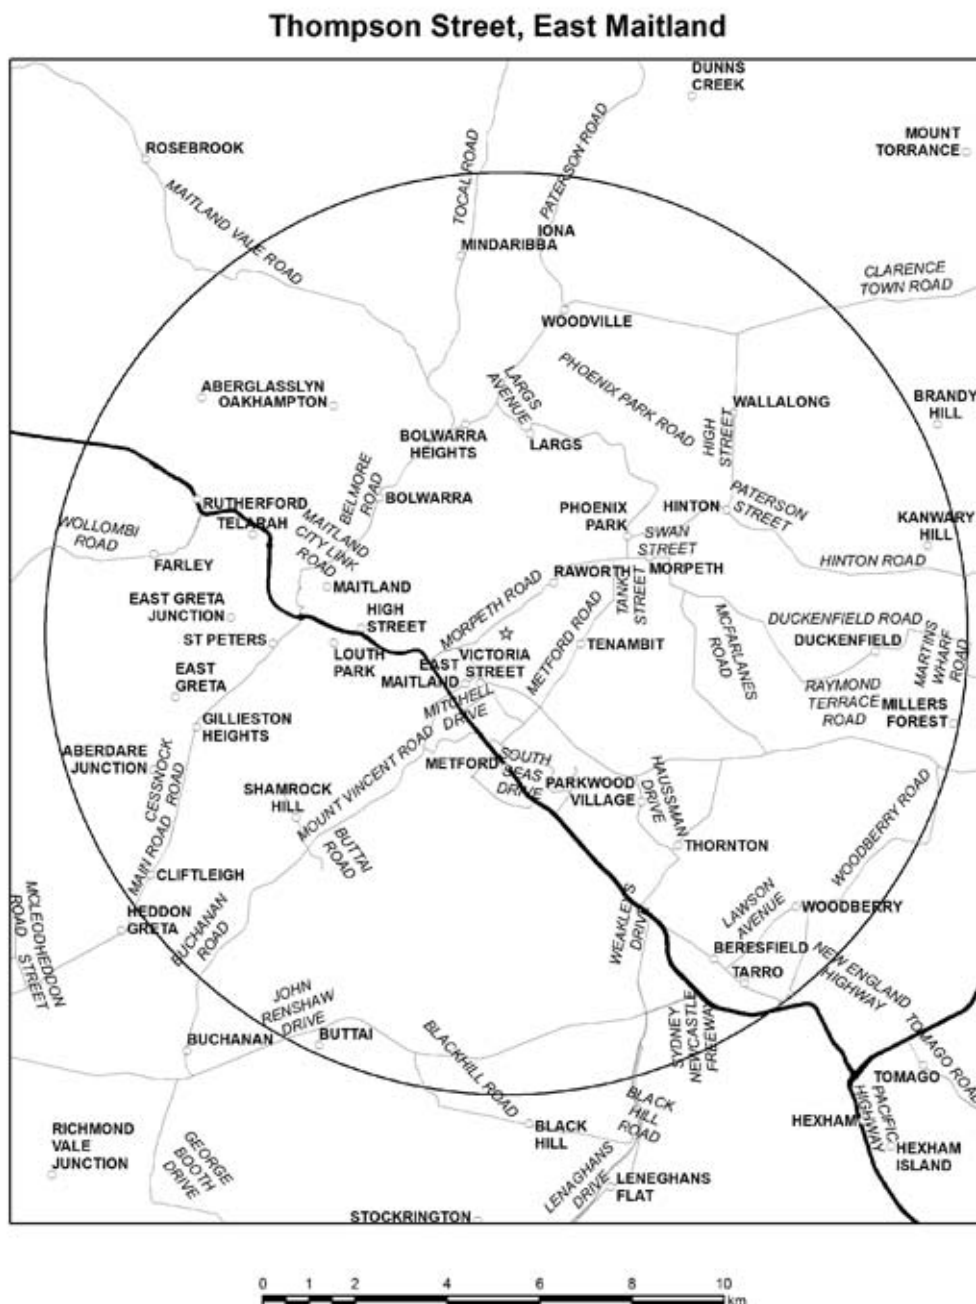 Thompson Street, East Maitland
DUNNS
CREEK
MOUNT
TORRANCE
ROSEBROOK
PATERSON ROAD
TOCAL ROAD
MAITLAND VALE ROAD
IONA
MINDARIBBA
CLARENCE
TOWN ROAD
WOODVILLE
PHOENIX PARK ROAD
LARGS
AVENUE
ABERGLASSLYN
OAKHAMPTON
WALLALONG
BRANDY
HILL
HIGH
STREET
BOLWARRA
HEIGHTS
LARGS
BELMORE
ROAD
BOLWARRA
RUTHERFORD
TELARAH
MAITLAND
CITY LINK
ROAD
PHOENIX
PARK
HINTON
PATERSON
STREET
KANWARY
HILL
WOLLOMBI
ROAD
SWAN
STREET
HINTON ROAD
FARLEY
RAWORTH
MORPETH
MAITLAND
TANK
STREET
EAST GRETA
JUNCTION
HIGH
STREET
MORPETH ROAD
METFORD ROAD
MCFARLANES
ROAD
DUCKENFIELD ROAD
DUCKENFIELD
MARTINS
WHARF
ROAD
ST PETERS
LOUTH
PARK
VICTORIA
STREET
TENAMBIT
EAST
MAITLAND
EAST
GRETA
MITCHELL
DRIVE
RAYMOND
TERRACE
ROAD
MILLERS
FOREST
GILLIESTON
HEIGHTS
ABERDARE
JUNCTION
CESSNOCK
ROAD
MAIN ROAD
METFORD
SOUTH
SEAS
DRIVE
MOUNT VINCENT ROAD
PARKWOOD
VILLAGE
HAUSSMAN
DRIVE
SHAMROCK
HILL
BUTTAI
ROAD
WOODBERRY ROAD
THORNTON
CLIFTLEIGH
MCLEOD
ROAD
HEDDON
STREET
HEDDON
GRETA
BUCHANAN
ROAD
WEAKLEYS
DRIVE
LAWSON
AVENUE
WOODBERRY
BERESFIELD
TARRO
NEW ENGLAND
HIGHWAY
JOHN
RENSHAW
DRIVE
BUCHANAN
BUTTAI
BLACKHILL ROAD
SYDNEY
NEWCASTLE
FREEWAY
TOMAGO ROAD
TOMAGO
BLACK
HILL
ROAD
PACIFIC
HIGHWAY
HEXHAM
HEXHAM
ISLAND
RICHMOND
VALE
JUNCTION
GEORGE
BOOTH
DRIVE
BLACK
HILL
LENAGHANS
DRIVE
LENEGHANS
FLAT
STOCKRINGTON
0 1 2 4 6 8 10
km